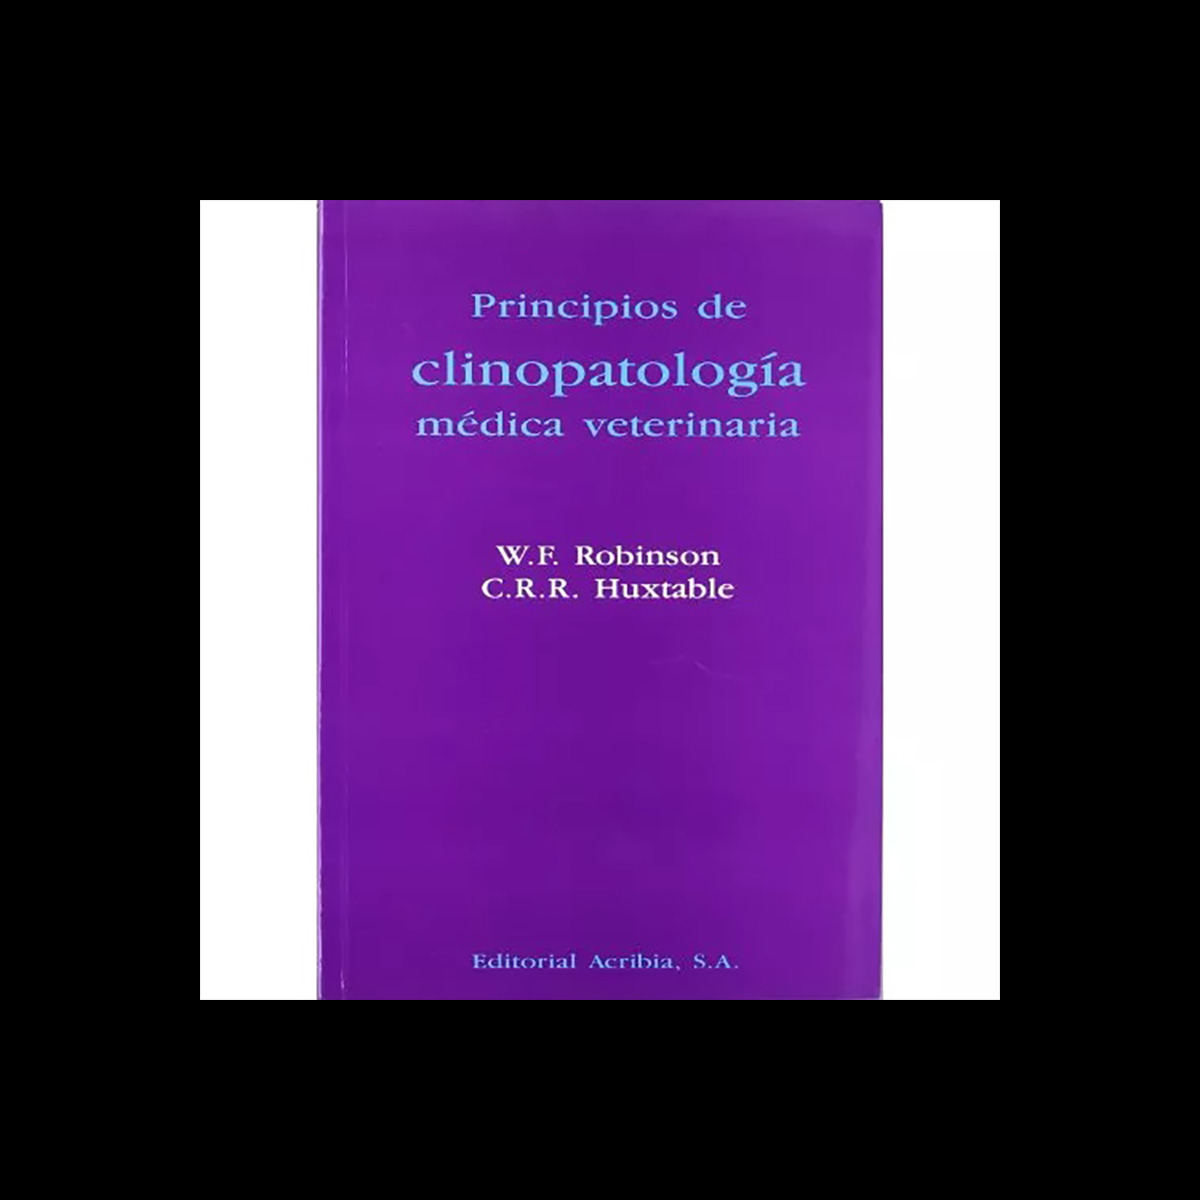 Principios de
clinopatología
médica veterinaria
W.F. Robinson
C.R.R. Huxtable
Editorial Acribia, S.A.